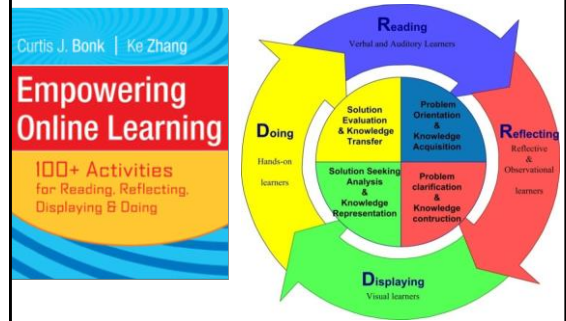 Curtis J. Bonk | Ke Zhang
Empowering
Online Learning
100+ Activities
for Reading, Reflecting,
Displaying & Doing
Reading
Verbal and Auditory Learners
Reflecting
Reflective
&
Observational
learners
Displaying
Visual learners
Doing
Hands-on
learners
Solution
Evaluation
& Knowledge
Transfer
Problem
Orientation
&
Knowledge
Acquisition
Solution Seeking
Analysis
&
Knowledge
Representation
Problem
clarification
&
Knowledge
contruction